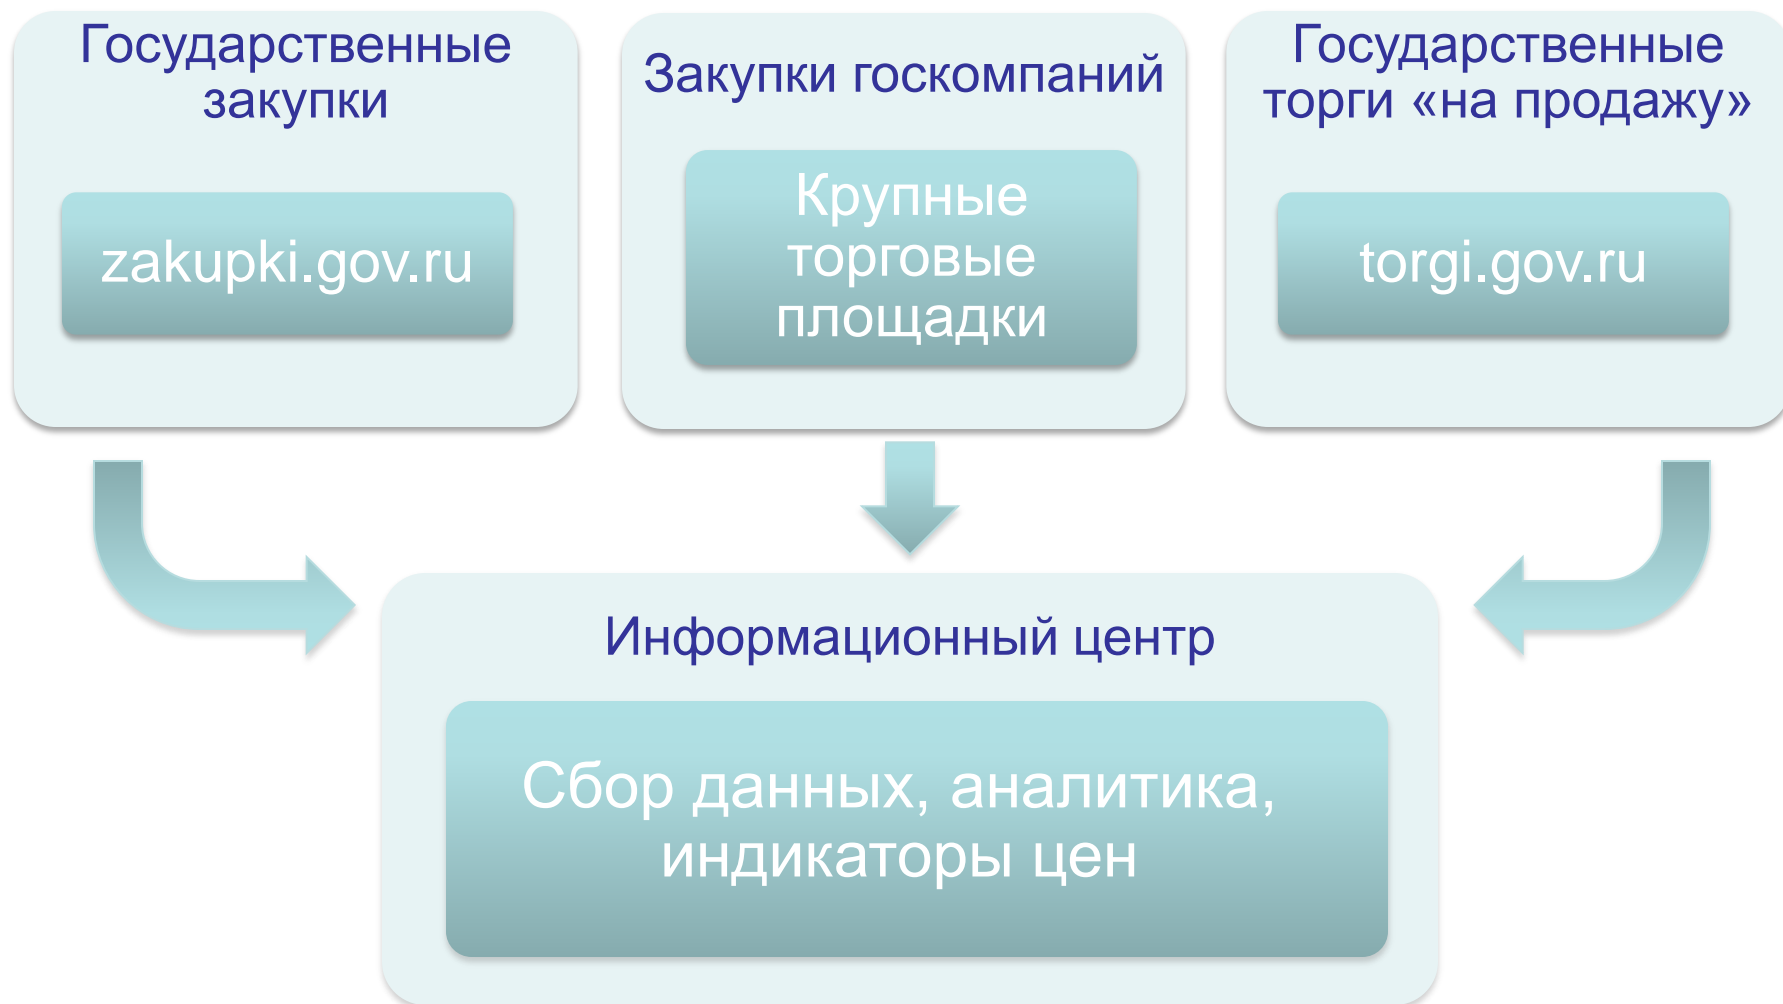 Государственные
закупки
zakupki.gov.ru
Закупки госкомпаний
Крупные
торговые
площадки
Государственные
торги «на продажу»
torgi.gov.ru
Информационный центр
Сбор данных, аналитика,
индикаторы цен